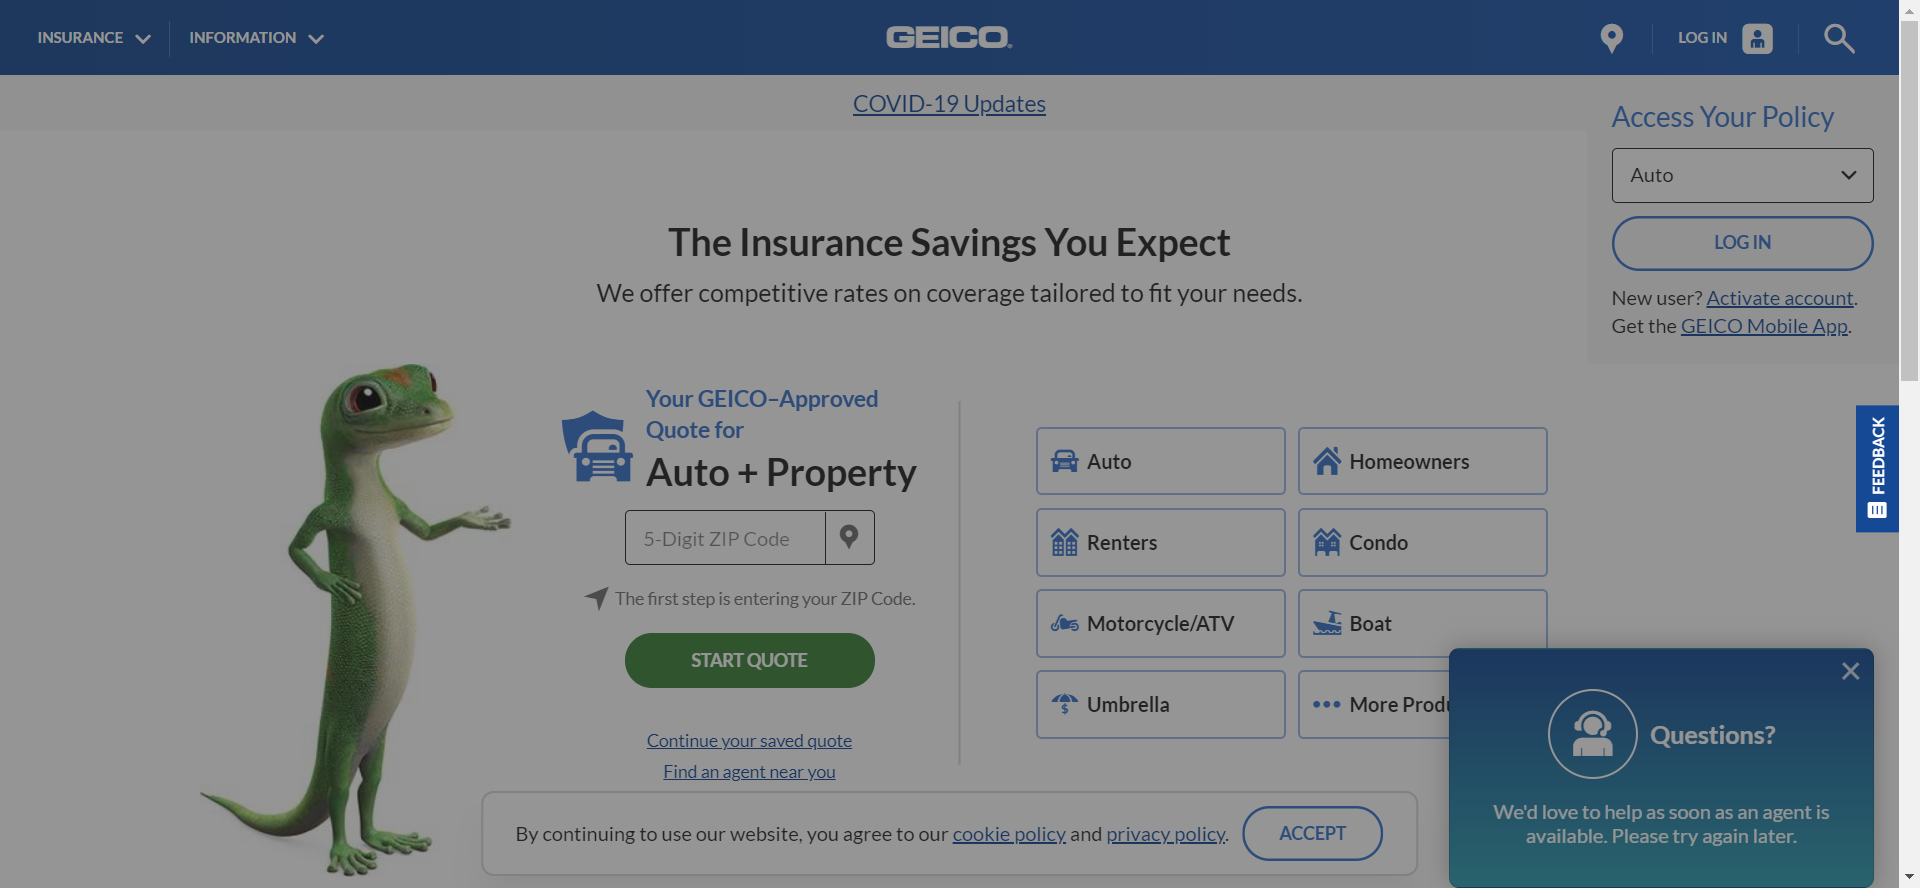 INSURANCE
INFORMATION
GEICO
LOG IN
COVID-19 Updates
Access Your Policy
Auto
LOG IN
New user? Activate account.
Get the GEICO Mobile App.
The Insurance Savings You Expect
We offer competitive rates on coverage tailored to fit your needs.
Your GEICO–Approved
Quote for
Auto + Property
5-Digit ZIP Code
The first step is entering your ZIP Code.
START QUOTE
Continue your saved quote
Find an agent near you
Auto
Homeowners
Renters
Condo
Motorcycle/ATV
Boat
Umbrella
More Produ
FEEDBACK
Questions?
We'd love to help as soon as an agent is
available. Please try again later.
By continuing to use our website, you agree to our cookie policy and privacy policy.
ACCEPT